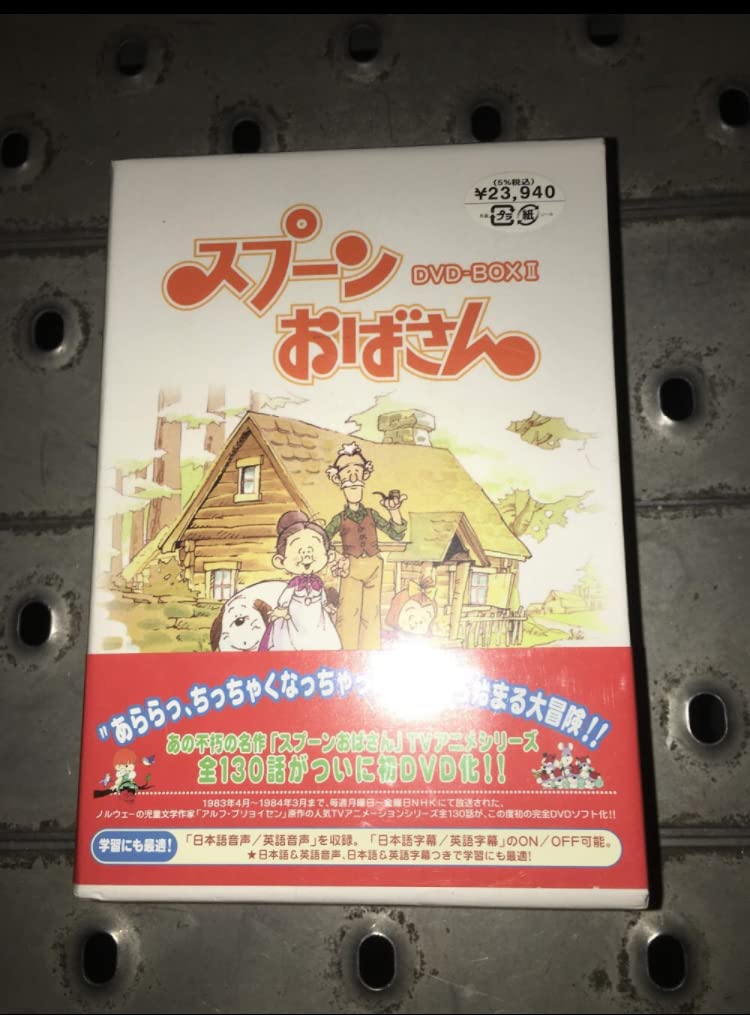 (5%税込)
¥23,940
プラ 紙
スプーン
DVD-BOXⅡ
おばさん
"あららっ、ちっちゃくなっちゃっ 始まる大冒険!!
あの不朽の名作「スプーンおばさん」TVアニメシリーズ
全130話がついに初DVD化!!
1983年4月〜1984年3月まで、毎週月曜日〜金曜日NHKにて放送された、
ノルウェーの児童文学作家「アルフ・プリョイセン」原作の人気TVアニメーションシリーズ全130話が、この度初の完全DVDソフト化!!
学習にも最適!
「日本語音声/英語音声」を収録。「日本語字幕/英語字幕」のON/OFF可能。
★日本語&英語音声、日本語&英語字幕つきで学習にも最適!